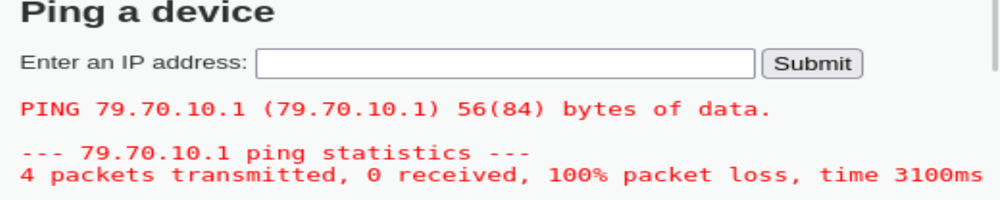 Ping a device
Enter an IP address: Submit
PING 79.70.10.1 (79.70.10.1) 56(84) bytes of data.
--- 79.70.10.1 ping statistics ---
4 packets transmitted, 0 received, 100% packet loss, time 3100ms